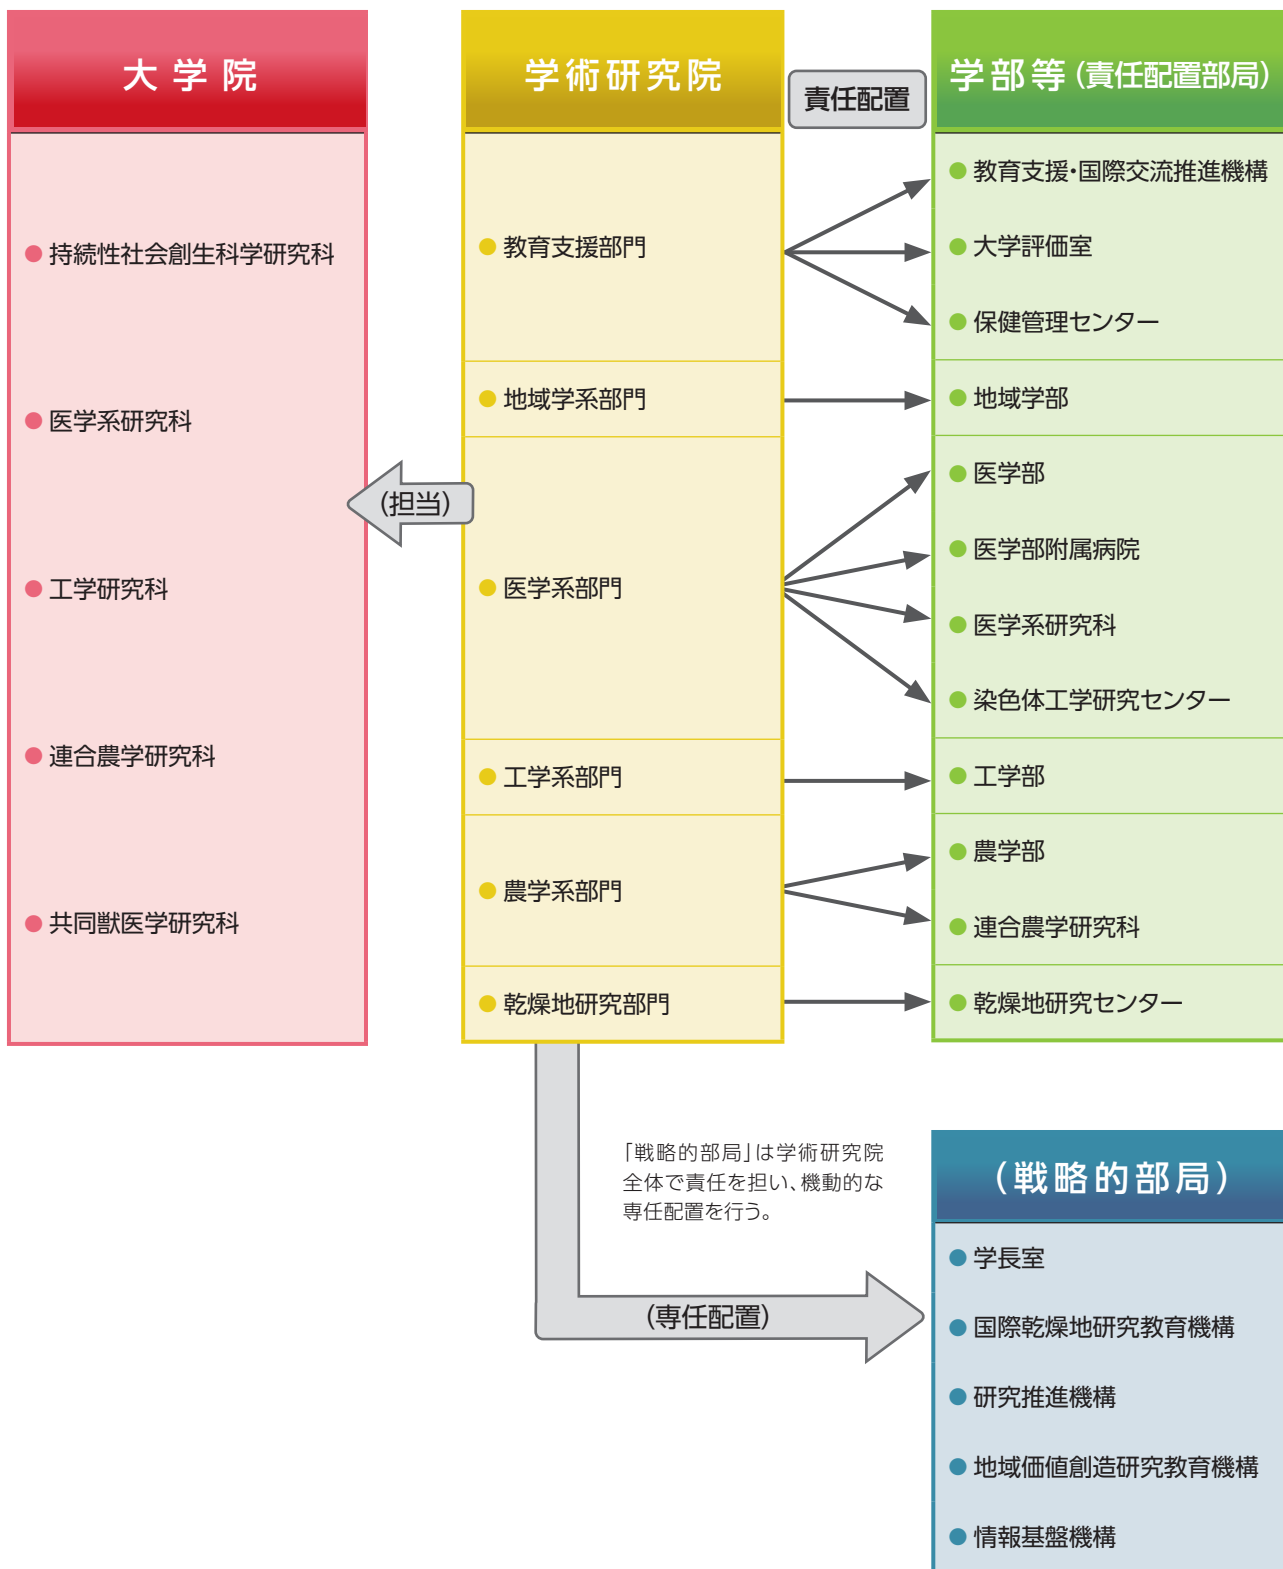 大学院
持続性社会創生科学研究科
医学系研究科
工学研究科
連合農学研究科
共同獣医学研究科
(担当)
学術研究院
教育支援部門
地域学系部門
医学系部門
工学系部門
農学系部門
乾燥地研究部門
責任配置
学部等(責任配置部局)
教育支援・国際交流推進機構
大学評価室
保健管理センター
地域学部
医学部
医学部附属病院
医学系研究科
染色体工学研究センター
工学部
農学部
連合農学研究科
乾燥地研究センター
「戦略的部局」は学術研究院
全体で責任を担い、機動的な
専任配置を行う。
(専任配置)
(戦略的部局)
学長室
国際乾燥地研究教育機構
研究推進機構
地域価値創造研究教育機構
情報基盤機構